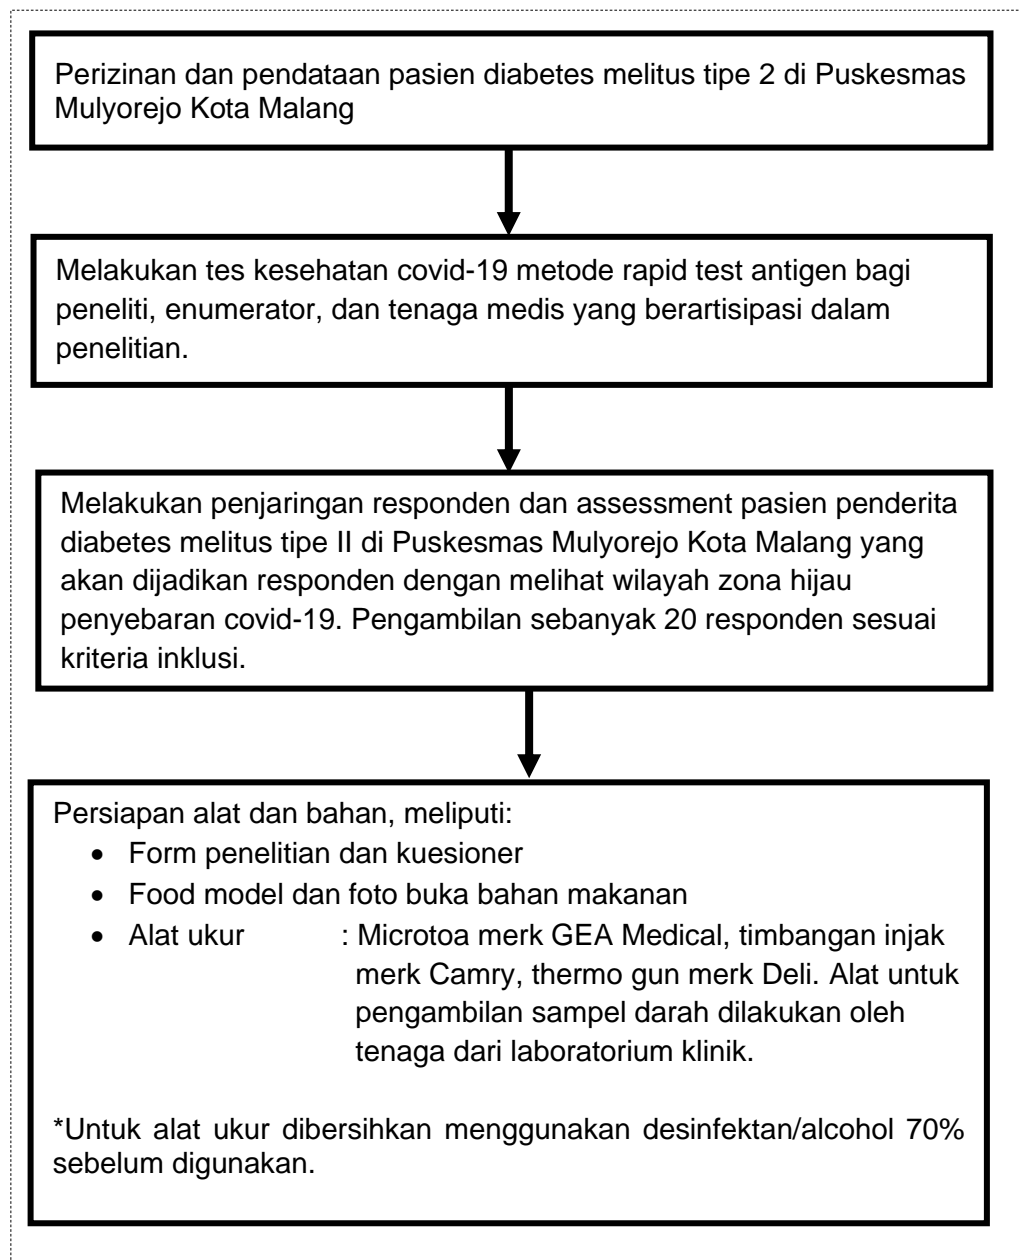 Perizinan dan pendataan pasien diabetes melitus tipe 2 di Puskesmas
Mulyorejo Kota Malang
Melakukan tes kesehatan covid-19 metode rapid test antigen bagi
peneliti, enumerator, dan tenaga medis yang berartisipasi dalam
penelitian.
Melakukan penjaringan responden dan assessment pasien penderita
diabetes melitus tipe II di Puskesmas Mulyorejo Kota Malang yang
akan dijadikan responden dengan melihat wilayah zona hijau
penyebaran covid-19. Pengambilan sebanyak 20 responden sesuai
kriteria inklusi.
Persiapan alat dan bahan, meliputi:
• Form penelitian dan kuesioner
• Food model dan foto buka bahan makanan
• Alat ukur : Microtoa merk GEA Medical, timbangan injak
merk Camry, thermo gun merk Deli. Alat untuk
pengambilan sampel darah dilakukan oleh
tenaga dari laboratorium klinik.
*Untuk alat ukur dibersihkan menggunakan desinfektan/alcohol 70%
sebelum digunakan.